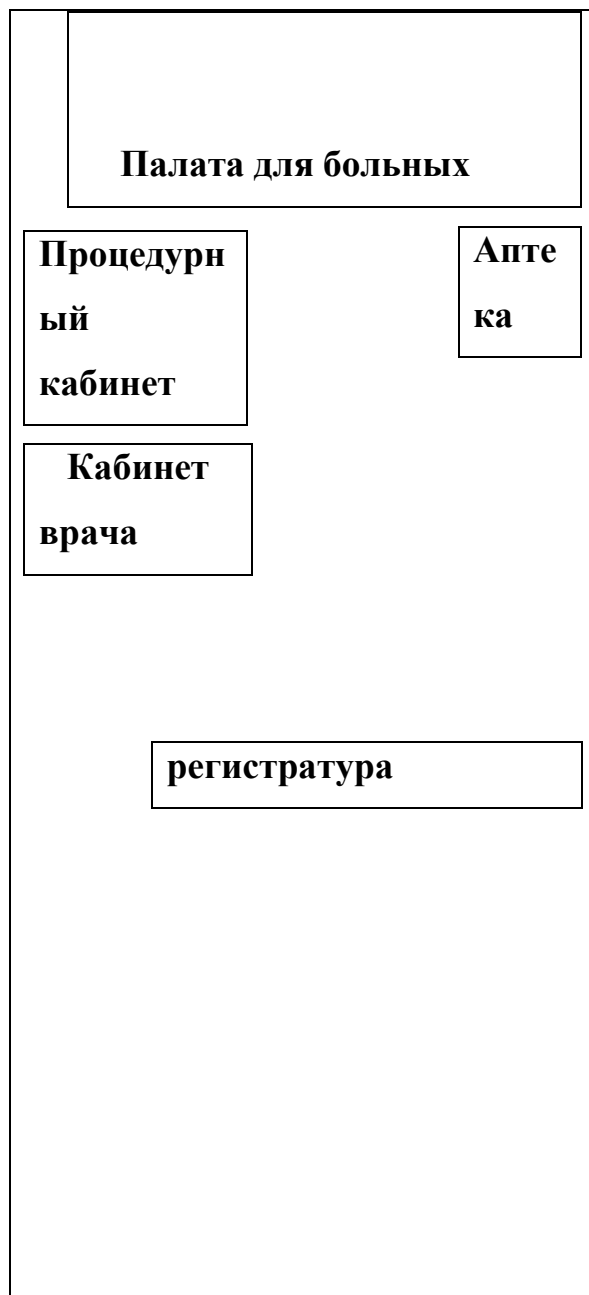 Палата для больных
Процедурн
ый
кабинет
Апте
ка
Кабинет
врача
регистратура